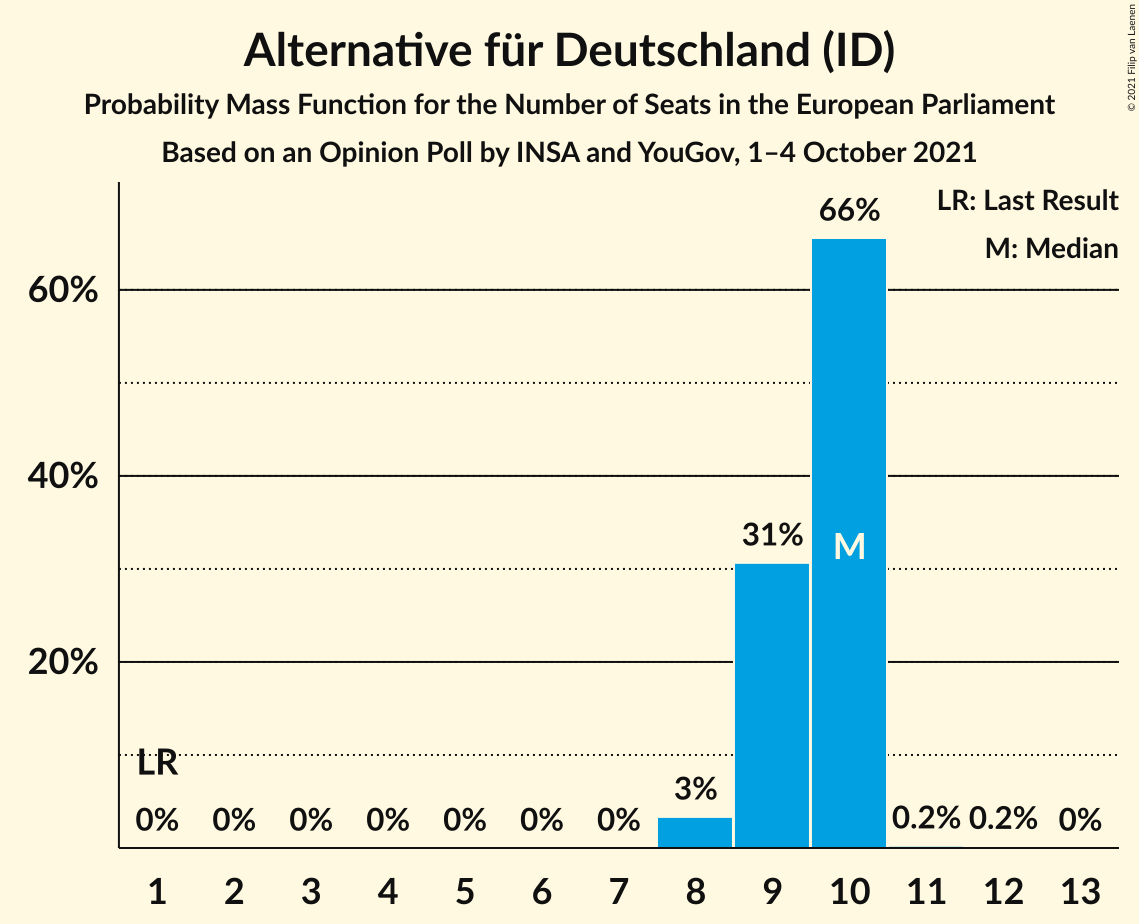 Alternative für Deutschland (ID)
Probability Mass Function for the Number of Seats in the European Parliament
Based on an Opinion Poll by INSA and YouGov, 1–4 October 2021
© 2021 Filip van Laenen
LR: Last Result
M: Median
66%
60%
31%
M
40%
20%
LR
3%
0% 0% 0% 0% 0% 0% 0% 0.2% 0.2% 0%
1 2 3 4 5 6 7 8 9 10 11 12 13